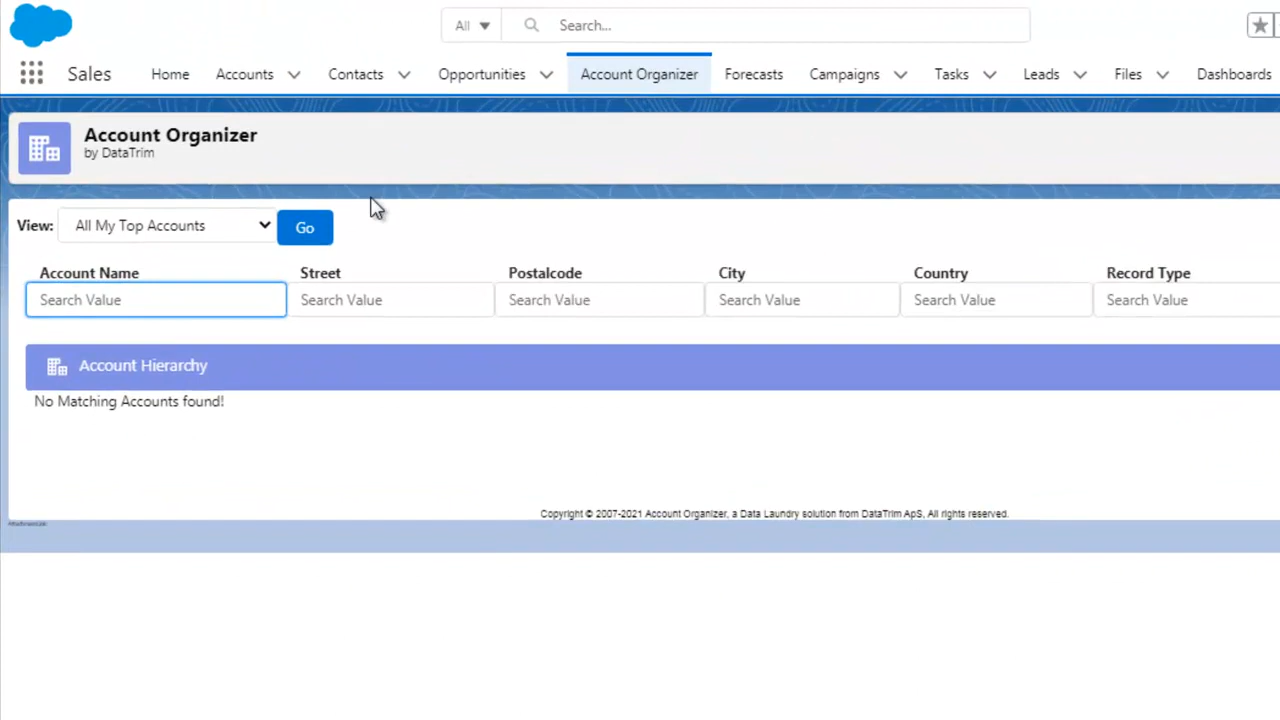 All Search...
Sales Home Accounts Contacts Opportunities Account Organizer Forecasts Campaigns Tasks Leads Files Dashboards
Account Organizer
by DataTrim
View: All My Top Accounts Go
Account Name Street Postalcode City Country Record Type
Search Value Search Value Search Value Search Value Search Value Search Value
Account Hierarchy
No Matching Accounts found!
Copyright © 2007-2021 Account Organizer, a Data Laundry solution from DataTrim ApS, All rights reserved.